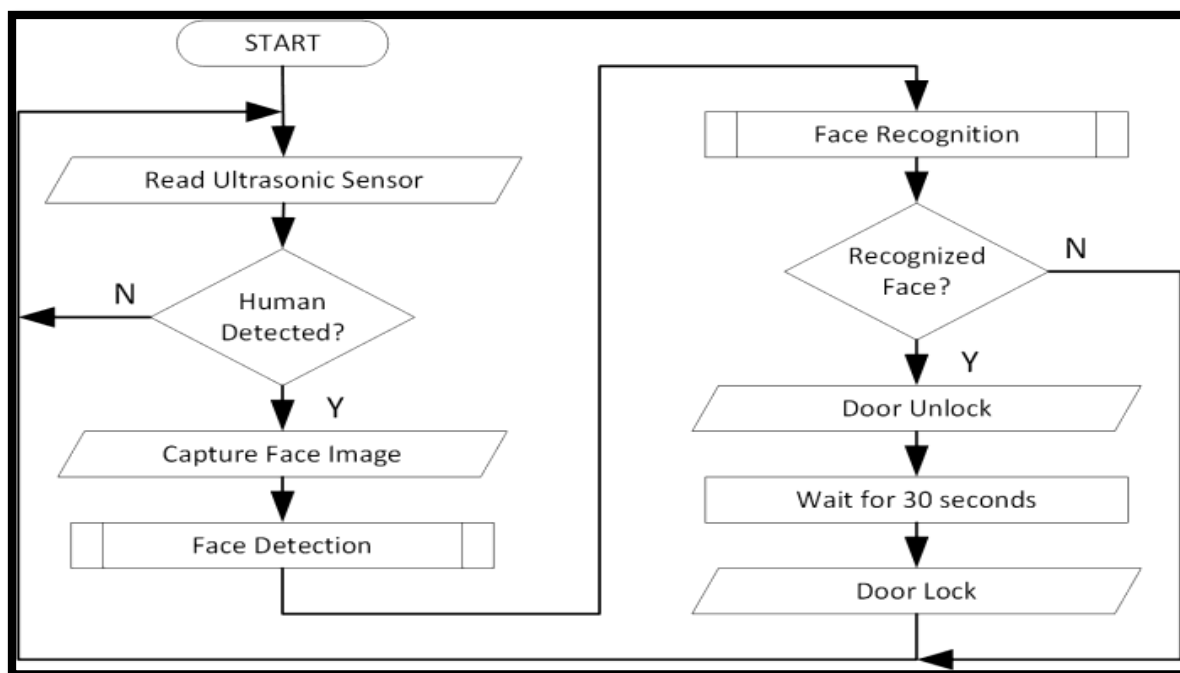 START
Read Ultrasonic Sensor
N
Human
Detected?
Y
Capture Face Image
Face Detection
Face Recognition
Recognized
Face?
N
Y
Door Unlock
Wait for 30 seconds
Door Lock